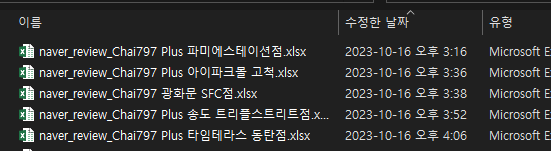 이름 수정한 날짜 유형
naver_review_Chai797 Plus 파미에스테이션점.xlsx 2023-10-16 오후 3:16 Microsoft E
naver_review_Chai797 Plus 아이파크몰 고척.xlsx 2023-10-16 오후 3:36 Microsoft E
naver_review_Chai797 광화문 SFC점.xlsx 2023-10-16 오후 3:38 Microsoft E
naver_review_Chai797 Plus 송도 트리플스트리트점.x... 2023-10-16 오후 3:52 Microsoft E
naver_review_Chai797 Plus 타임테라스 동탄점.xlsx 2023-10-16 오후 4:06 Microsoft E